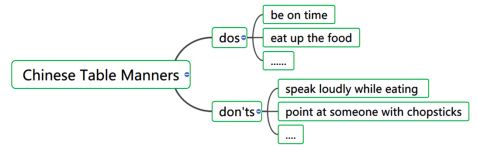 Chinese Table Manners
dos
be on time
eat up the food
......
don'ts
speak loudly while eating
point at someone with chopsticks
....